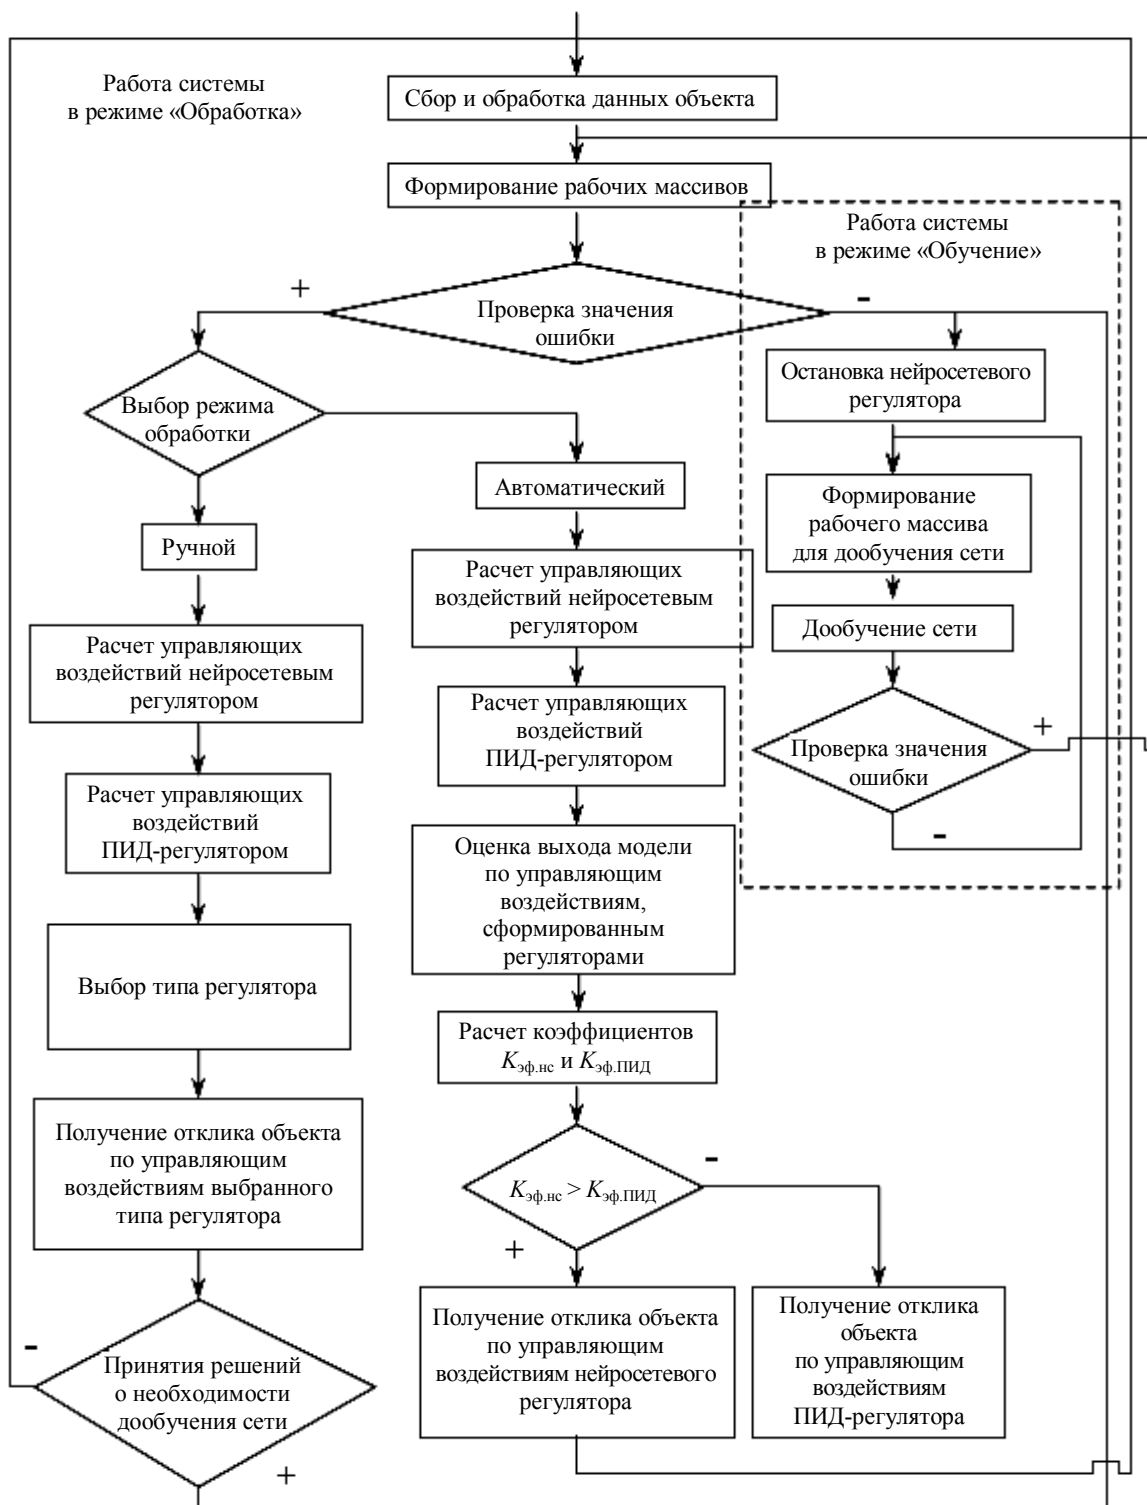 Работа системы
в режиме «Обработка»
Сбор и обработка данных объекта
Формирование рабочих массивов
Работа системы
в режиме «Обучение»
+
Проверка значения
ошибки
-
Выбор режима
обработки
Остановка нейросетевого
регулятора
Автоматический
Ручной
Формирование
рабочего массива
для дообучения сети
Расчет управляющих
воздействий нейросетевым
регулятором
Дообучение сети
Расчет управляющих
воздействий нейросетевым
регулятором
Расчет управляющих
воздействий
ПИД-регулятором
Проверка значения
ошибки
+
-
Расчет управляющих
воздействий
ПИД-регулятором
Оценка выхода модели
по управляющим
воздействиям,
сформированным
регуляторами
Выбор типа регулятора
Расчет коэффициентов
Kэф.нс и Kэф.ПИД
Получение отклика объекта
по управляющим
воздействиям выбранного
типа регулятора
Kэф.нс > Kэф.ПИД
-
+
Получение отклика объекта
по управляющим
воздействиям нейросетевого
регулятора
Получение отклика
объекта
по управляющим
воздействиям
ПИД-регулятора
-
Принятия решений
о необходимости
дообучения сети
+